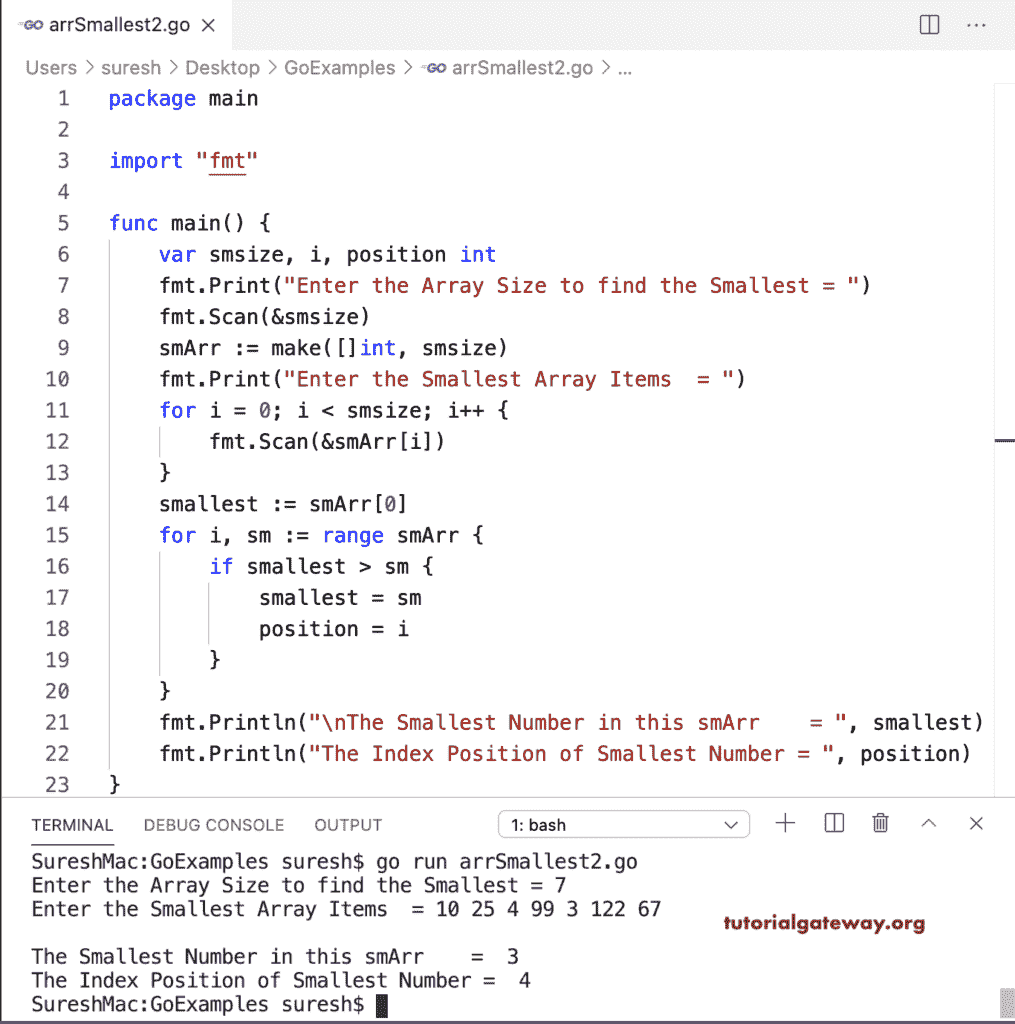 GO arrSmallest2.go ×
Users > suresh > Desktop > GoExamples > GO arrSmallest2.go > ...
1 package main
2
3 import "fmt"
4
5 func main() {
6     var smsize, i, position int
7     fmt.Print("Enter the Array Size to find the Smallest = ")
8     fmt.Scan(&smsize)
9     smArr := make([]int, smsize)
10     fmt.Print("Enter the Smallest Array Items  = ")
11     for i = 0; i < smsize; i++ {
12         fmt.Scan(&smArr[i])
13     }
14     smallest := smArr[0]
15     for i, sm := range smArr {
16         if smallest > sm {
17             smallest = sm
18             position = i
19         }
20     }
21     fmt.Println("\nThe Smallest Number in this smArr    = ", smallest)
22     fmt.Println("The Index Position of Smallest Number = ", position)
23 }
TERMINAL DEBUG CONSOLE OUTPUT 1: bash
SureshMac:GoExamples suresh$ go run arrSmallest2.go
Enter the Array Size to find the Smallest = 7
Enter the Smallest Array Items  = 10 25 4 99 3 122 67
tutorialgateway.org
The Smallest Number in this smArr    =  3
The Index Position of Smallest Number =  4
SureshMac:GoExamples suresh$